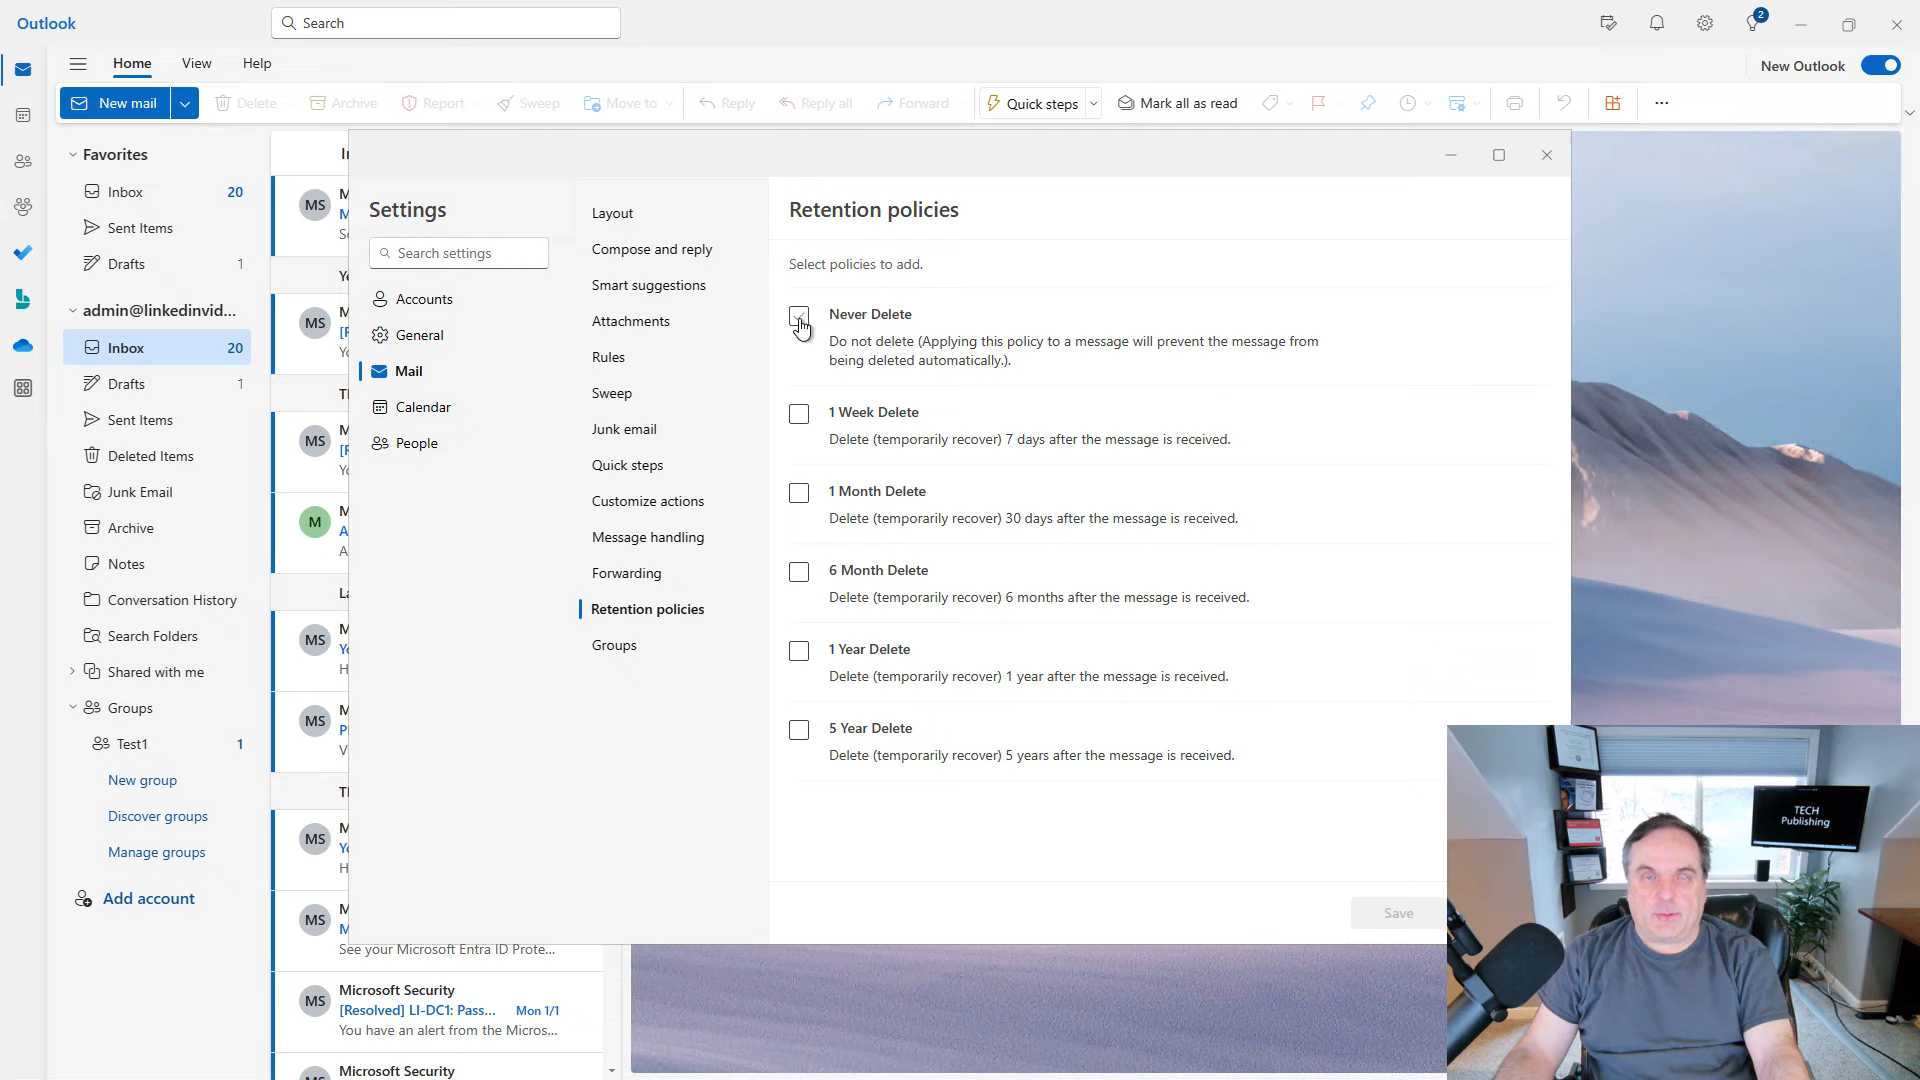 Outlook
Search
2
Home
View
Help
New Outlook
New mail
Delete
Archive
Report
Sweep
Move to
Reply
Reply all
Forward
Quick steps
Mark all as read
Favorites
Inbox 20
Sent Items
Drafts 1
admin@linkedinvid...
Inbox 20
Drafts 1
Sent Items
Deleted Items
Junk Email
Archive
Notes
Conversation History
Search Folders
Shared with me
Groups
Test1 1
New group
Discover groups
Manage groups
Add account
MS
MS
MS
M
MS
MS
MS
MS
See your Microsoft Entra ID Prote...
MS
Microsoft Security
[Resolved] LI-DC1: Pass... Mon 1/1
You have an alert from the Micros...
Microsoft Security
Settings
Search settings
Accounts
General
Mail
Calendar
People
Layout
Compose and reply
Smart suggestions
Attachments
Rules
Sweep
Junk email
Quick steps
Customize actions
Message handling
Forwarding
Retention policies
Groups
Retention policies
Select policies to add.
Never Delete
Do not delete (Applying this policy to a message will prevent the message from
being deleted automatically.).
1 Week Delete
Delete (temporarily recover) 7 days after the message is received.
1 Month Delete
Delete (temporarily recover) 30 days after the message is received.
6 Month Delete
Delete (temporarily recover) 6 months after the message is received.
1 Year Delete
Delete (temporarily recover) 1 year after the message is received.
5 Year Delete
Delete (temporarily recover) 5 years after the message is received.
Save
TECH
Publishing